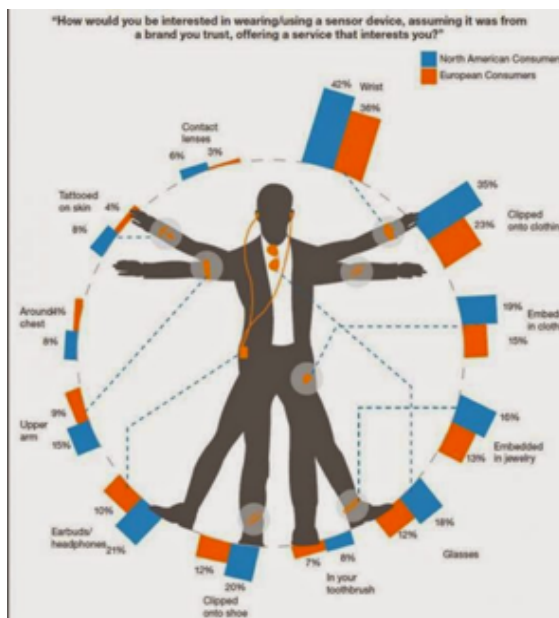 "How would you be interested in wearing/using a sensor device, assuming it was from
a brand you trust, offering a service that interests you?"
North American Consumers
European Consumers
42%
Wrist
36%
Contact
lenses
6%
3%
Tattooed
on skin
4%
8%
35%
Clipped
onto clothin
23%
Around
chest
4%
8%
19%
Embed
in cloth
15%
Upper
arm
9%
15%
16%
Embedded
in jewelry
13%
Earbuds/
headphones
10%
21%
18%
12%
Glasses
12%
20%
Clipped
onto shoe
7%
8%
In your
toothbrush